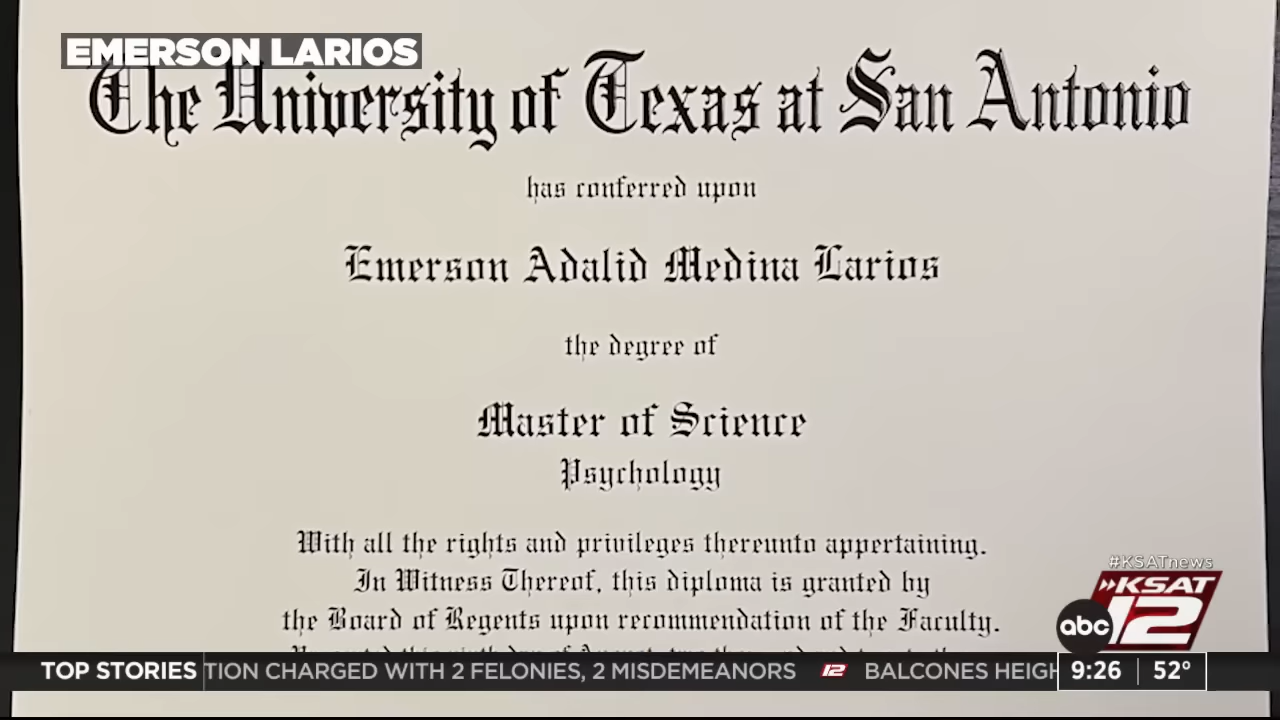 EMERSON LARIOS
The University of Texas at San Antonio
has conferred upon
Emerson Adalid Medina Larios
the degree of
Master of Science
Psychology
With all the rights and privileges thereunto appertaining.
In Witness Thereof, this diploma is granted by
the Board of Regents upon recommendation of the Faculty.
#KSATnews
KSAT
abc 12
TOP STORIES TION CHARGED WITH 2 FELONIES, 2 MISDEMEANORS 12 BALCONES HEIGH 9:26 52°